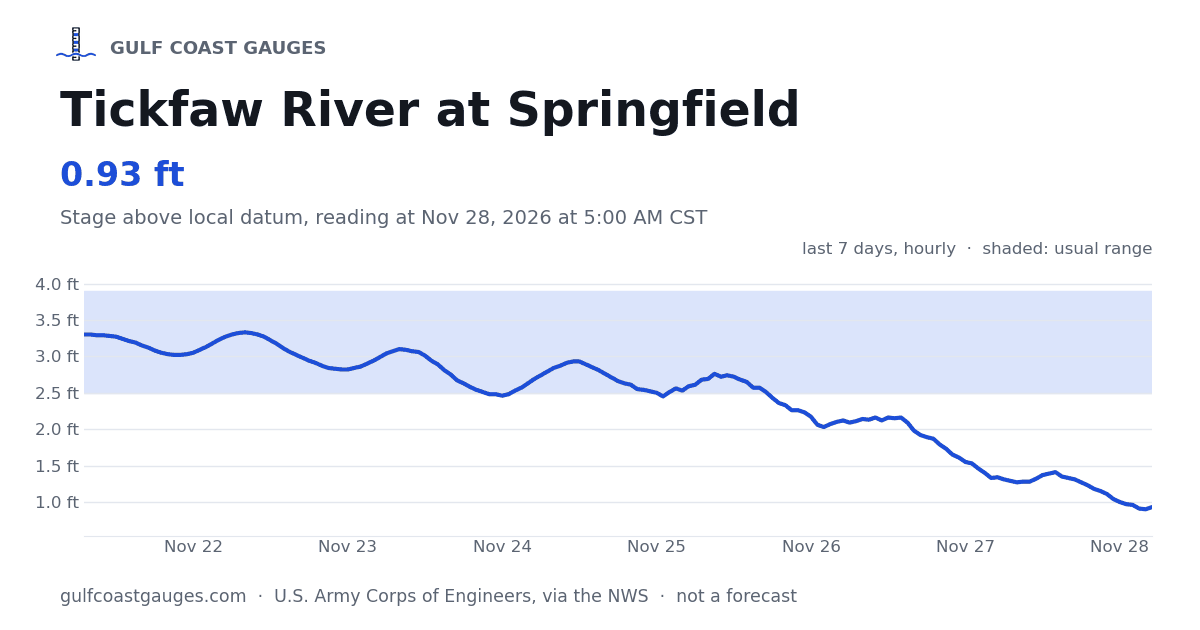 GULF COAST GAUGES
Tickfaw River at Springfield
0.93 ft
Stage above local datum, reading at Nov 28, 2026 at 5:00 AM CST
last 7 days, hourly · shaded: usual range
4.0 ft
3.5 ft
3.0 ft
2.5 ft
2.0 ft
1.5 ft
1.0 ft
Nov 22 Nov 23 Nov 24 Nov 25 Nov 26 Nov 27 Nov 28
gulfcoastgauges.com · U.S. Army Corps of Engineers, via the NWS · not a forecast